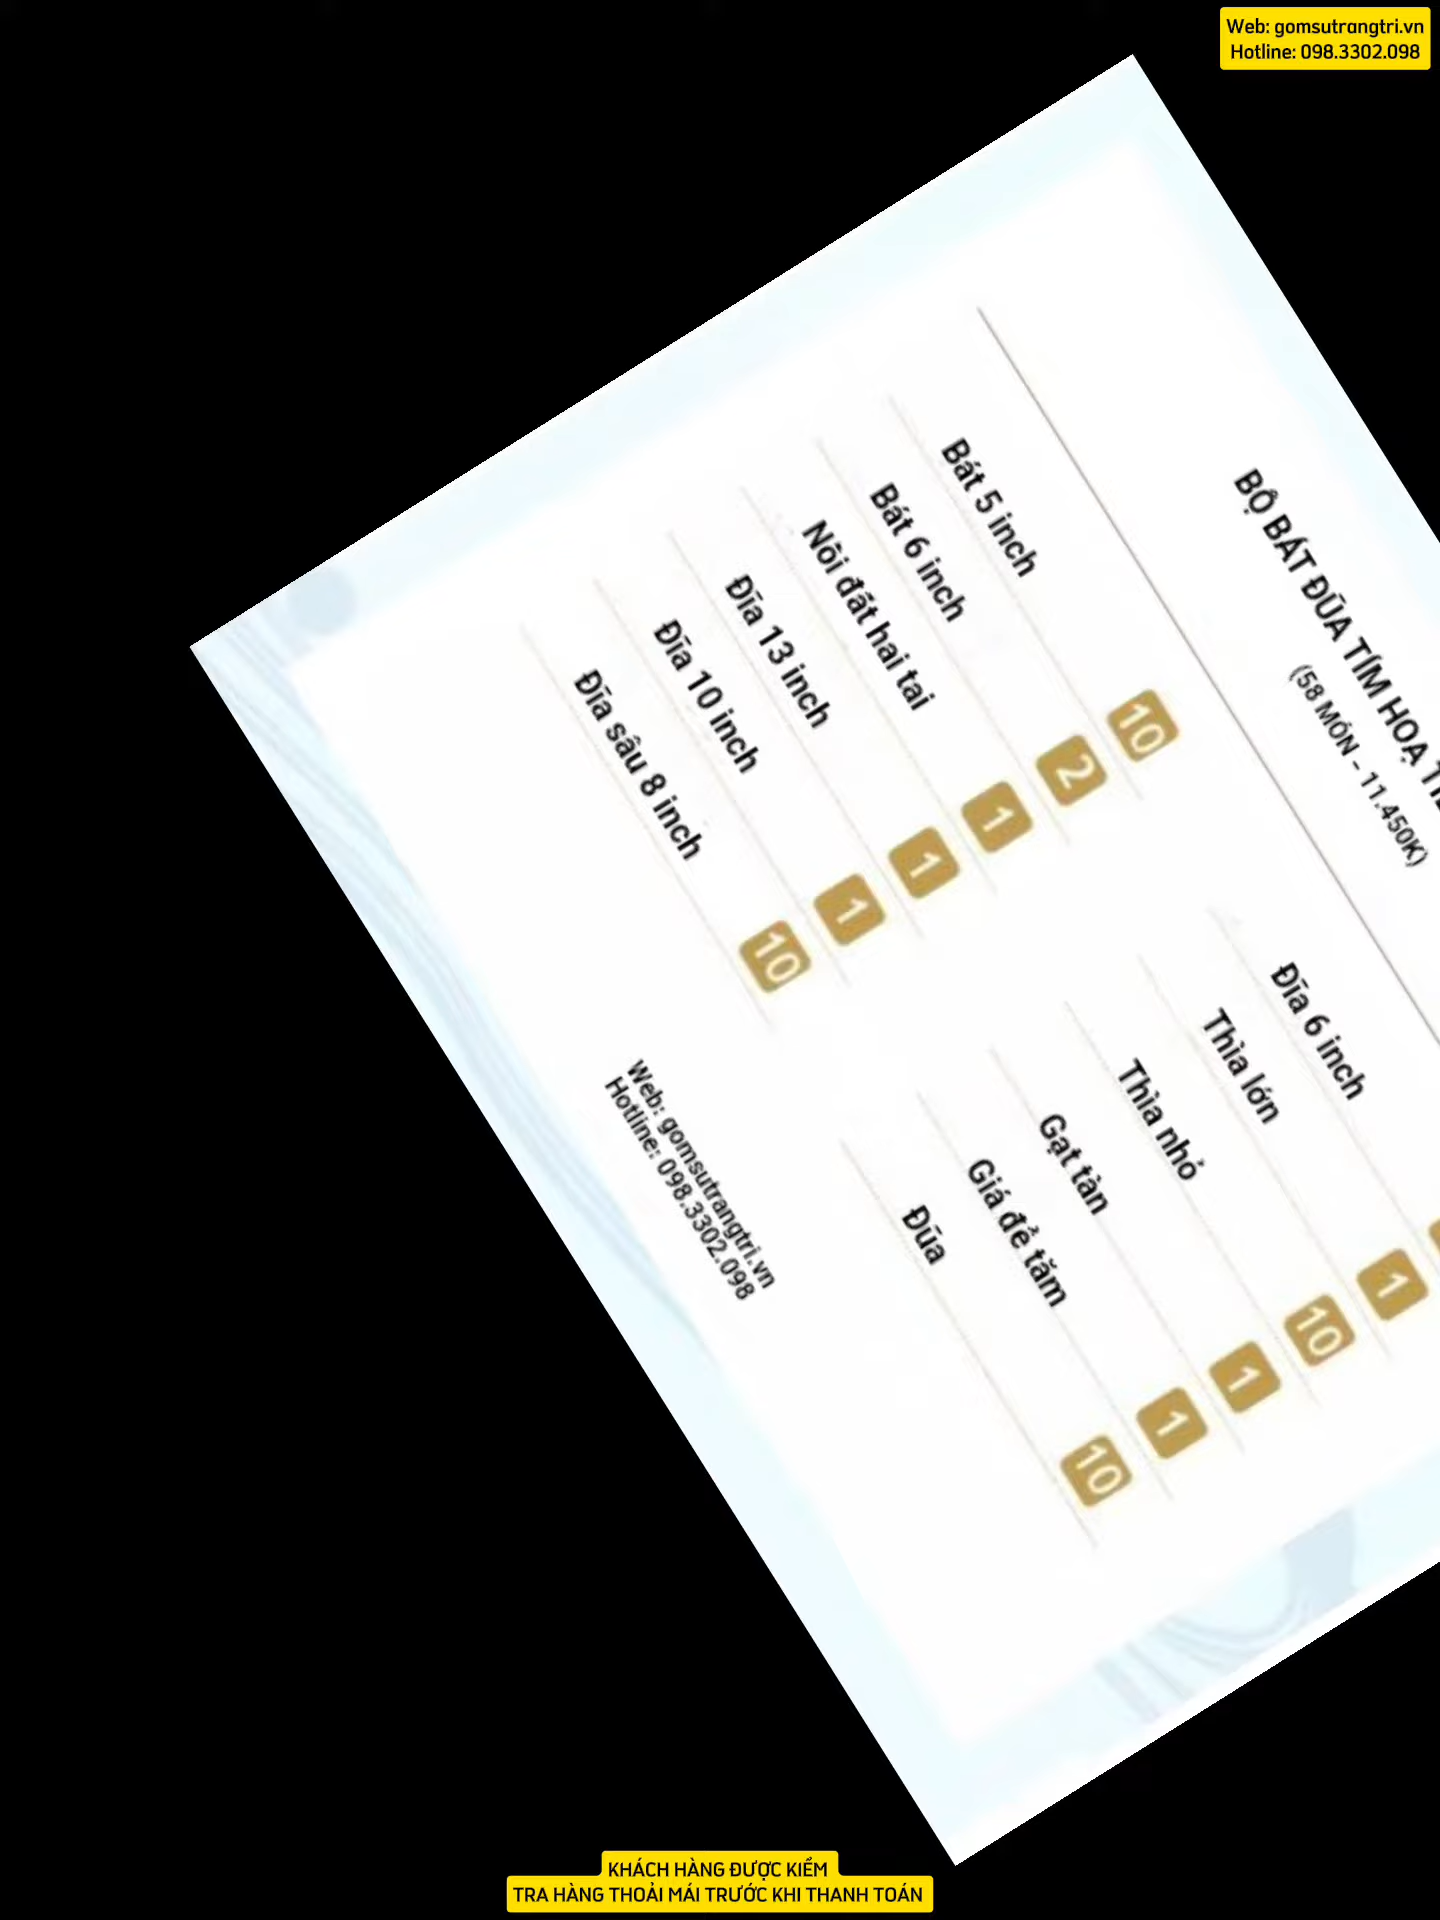 Web: gomsutrangtri.vn
Hotline: 098.3302.098
BỘ BÁT ĐŨA TÍM HOẠ
(58 MÓN - 11.450K)
Bát 5 inch 10
Bát 6 inch 2
Nồi đất hai tai 1
Đĩa 13 inch 1
Đĩa 10 inch 1
Đĩa sâu 8 inch 10
Đĩa 6 inch
Thìa lớn 1
Thìa nhỏ 10
Gạt tàn 1
Giá để tăm 1
Đũa 10
Web: gomsutrangtri.vn
Hotline: 098.3302.098
KHÁCH HÀNG ĐƯỢC KIỂM
TRA HÀNG THOẢI MÁI TRƯỚC KHI THANH TOÁN